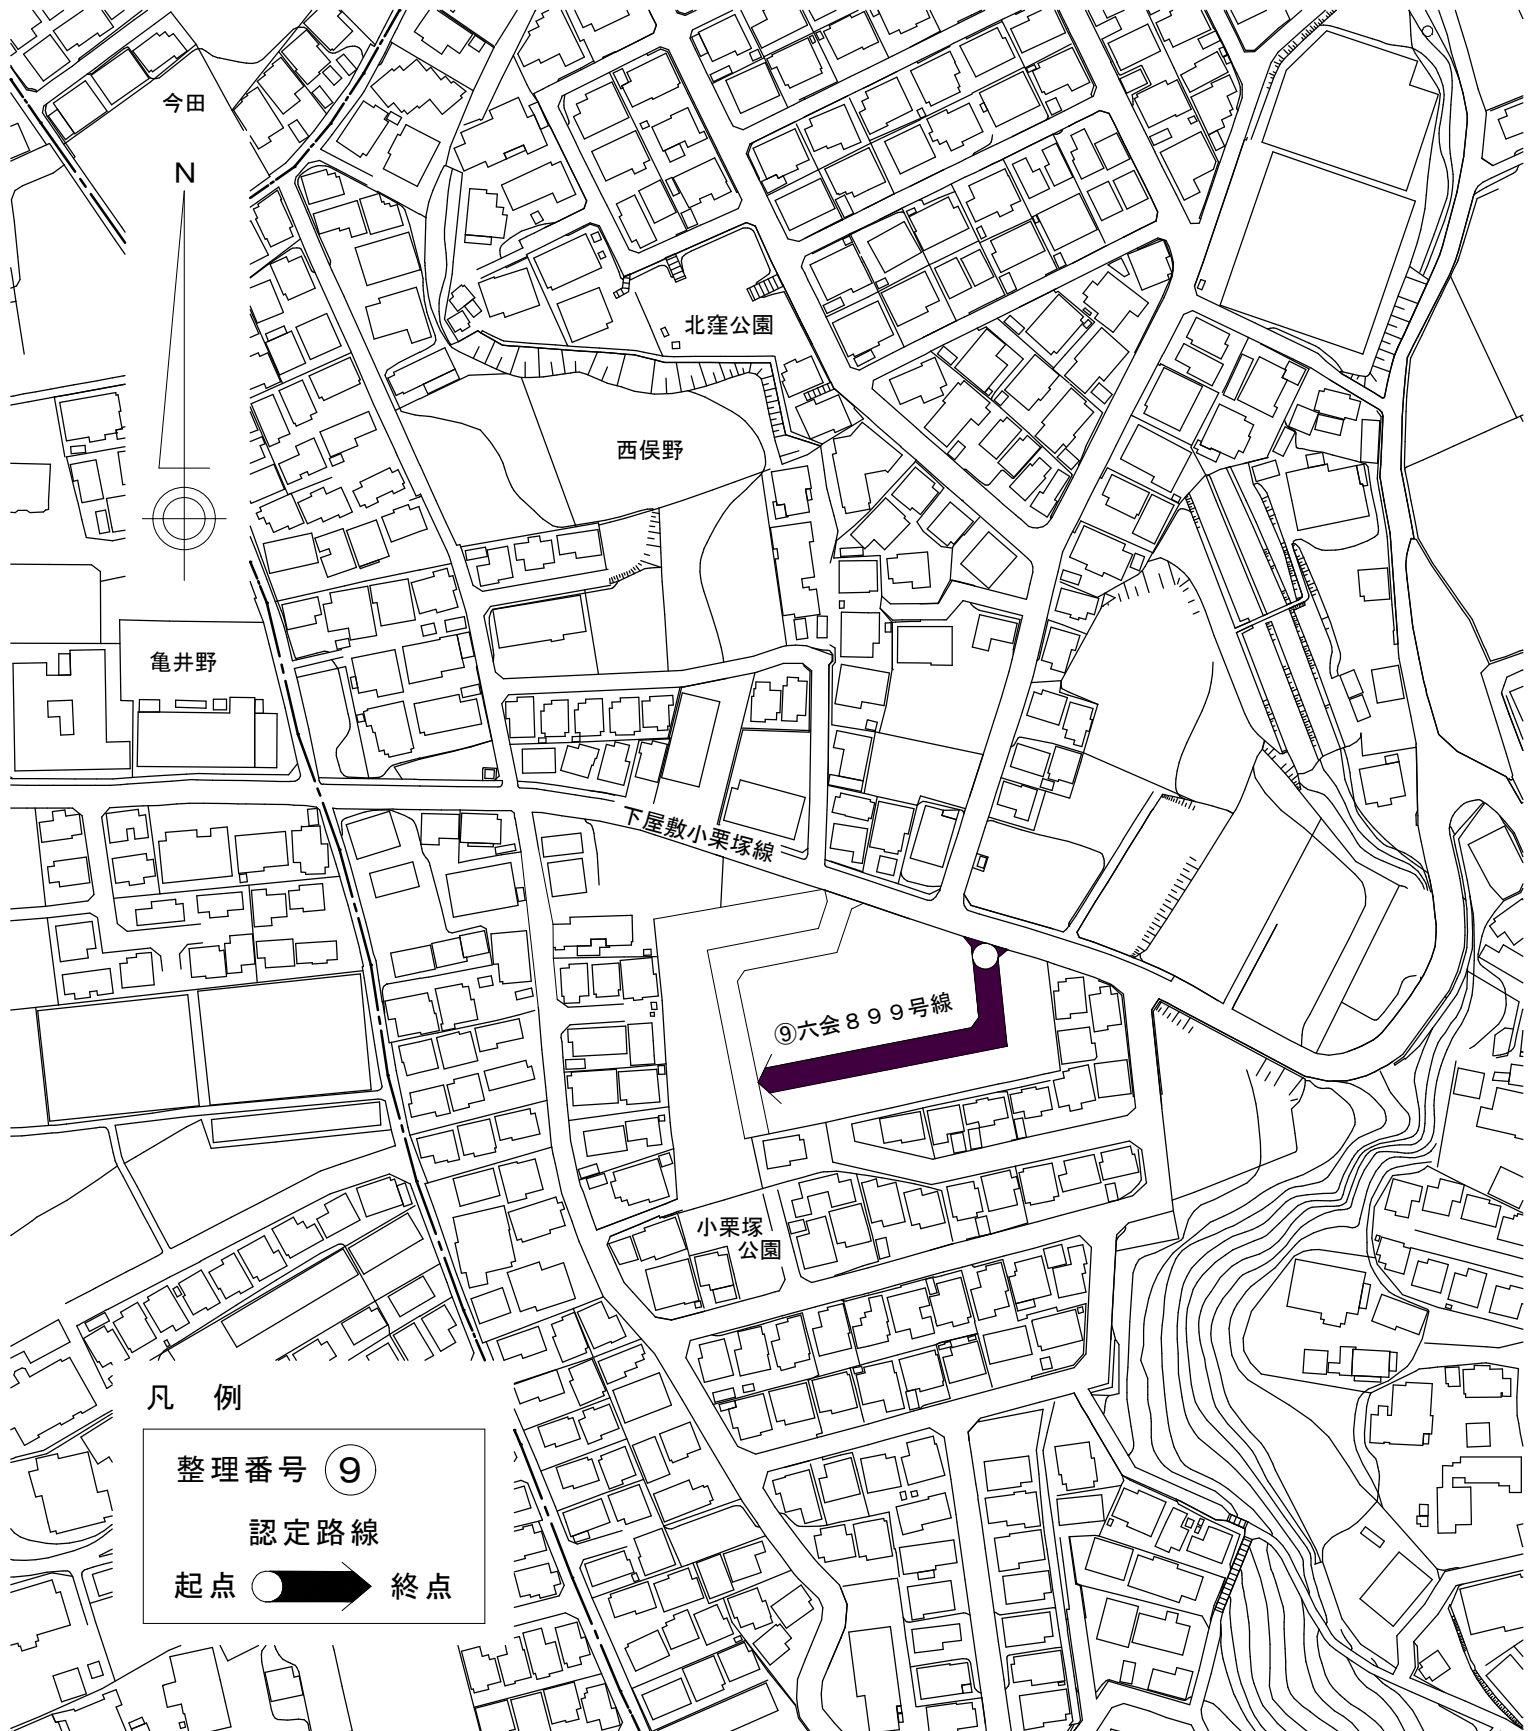 今田
N
北窪公園
西俣野
亀井野
下屋敷小栗塚線
⑨六会８９９号線
小栗塚
公園
凡 例
整理番号 ⑨
認定路線
起点 終点